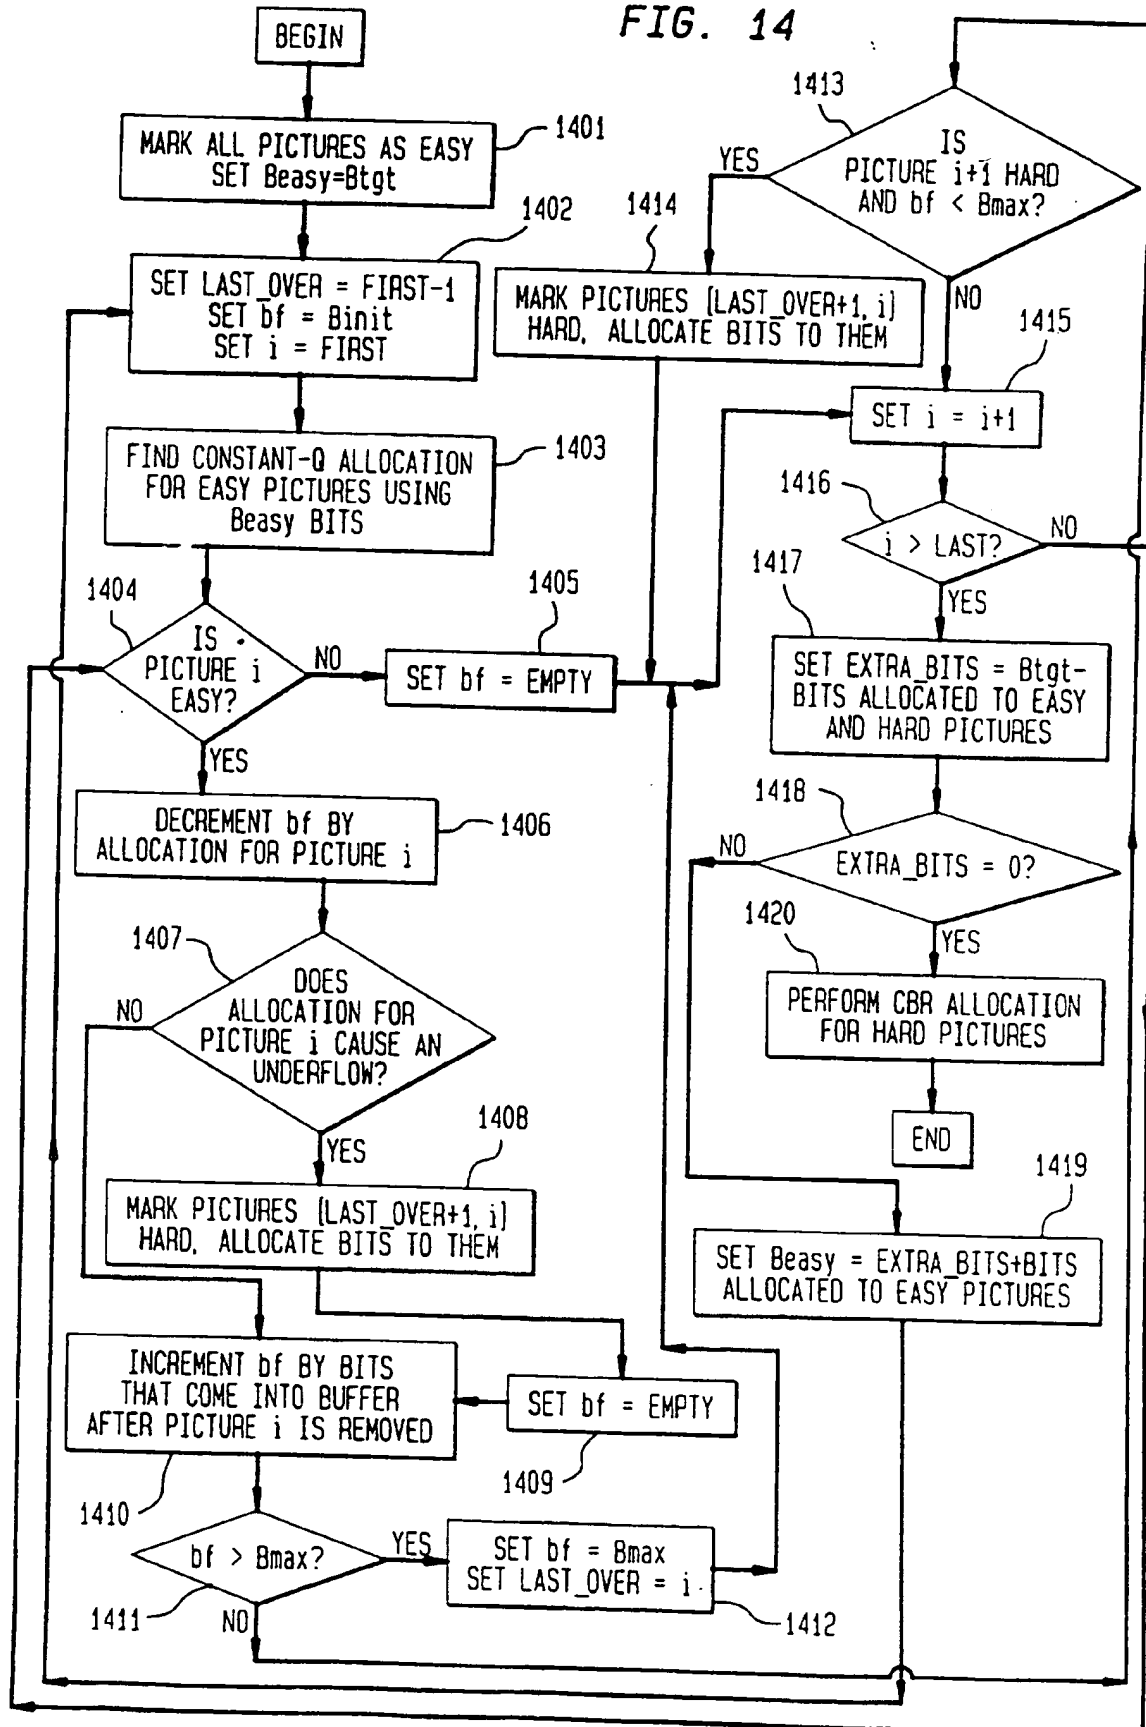 FIG. 14
BEGIN
1401
MARK ALL PICTURES AS EASY
SET Beasy=Btgt
1402
SET LAST_OVER = FIRST-1
SET bf = Binit
SET i = FIRST
1403
FIND CONSTANT-Q ALLOCATION
FOR EASY PICTURES USING
Beasy BITS
1404
IS
PICTURE i
EASY?
NO
YES
1405
SET bf = EMPTY
DECREMENT bf BY
ALLOCATION FOR PICTURE i
1406
1407
DOES
ALLOCATION FOR
PICTURE i CAUSE AN
UNDERFLOW?
NO
YES
1408
MARK PICTURES [LAST_OVER+1, i]
HARD, ALLOCATE BITS TO THEM
INCREMENT bf BY BITS
THAT COME INTO BUFFER
AFTER PICTURE i IS REMOVED
SET bf = EMPTY
1409
1410
bf > Bmax?
YES
NO
1411
SET bf = Bmax
SET LAST_OVER = i
1412
1413
IS
PICTURE i+1 HARD
AND bf < Bmax?
YES
NO
1414
MARK PICTURES [LAST_OVER+1, i]
HARD, ALLOCATE BITS TO THEM
1415
SET i = i+1
1416
i > LAST?
NO
YES
1417
SET EXTRA_BITS = Btgt-
BITS ALLOCATED TO EASY
AND HARD PICTURES
1418
EXTRA_BITS = 0?
NO
YES
1420
PERFORM CBR ALLOCATION
FOR HARD PICTURES
END
1419
SET Beasy = EXTRA_BITS+BITS
ALLOCATED TO EASY PICTURES